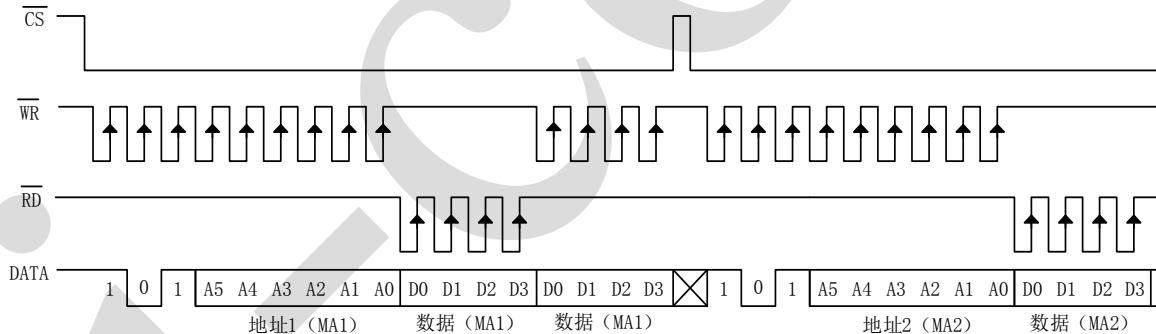 CS
WR
RD
DATA 1 0 1 A5 A4 A3 A2 A1 A0 D0 D1 D2 D3 D0 D1 D2 D3 1 0 1 A5 A4 A3 A2 A1 A0 D0 D1 D2 D3
地址1（MA1） 数据（MA1） 数据（MA1） 地址2（MA2） 数据（MA2）